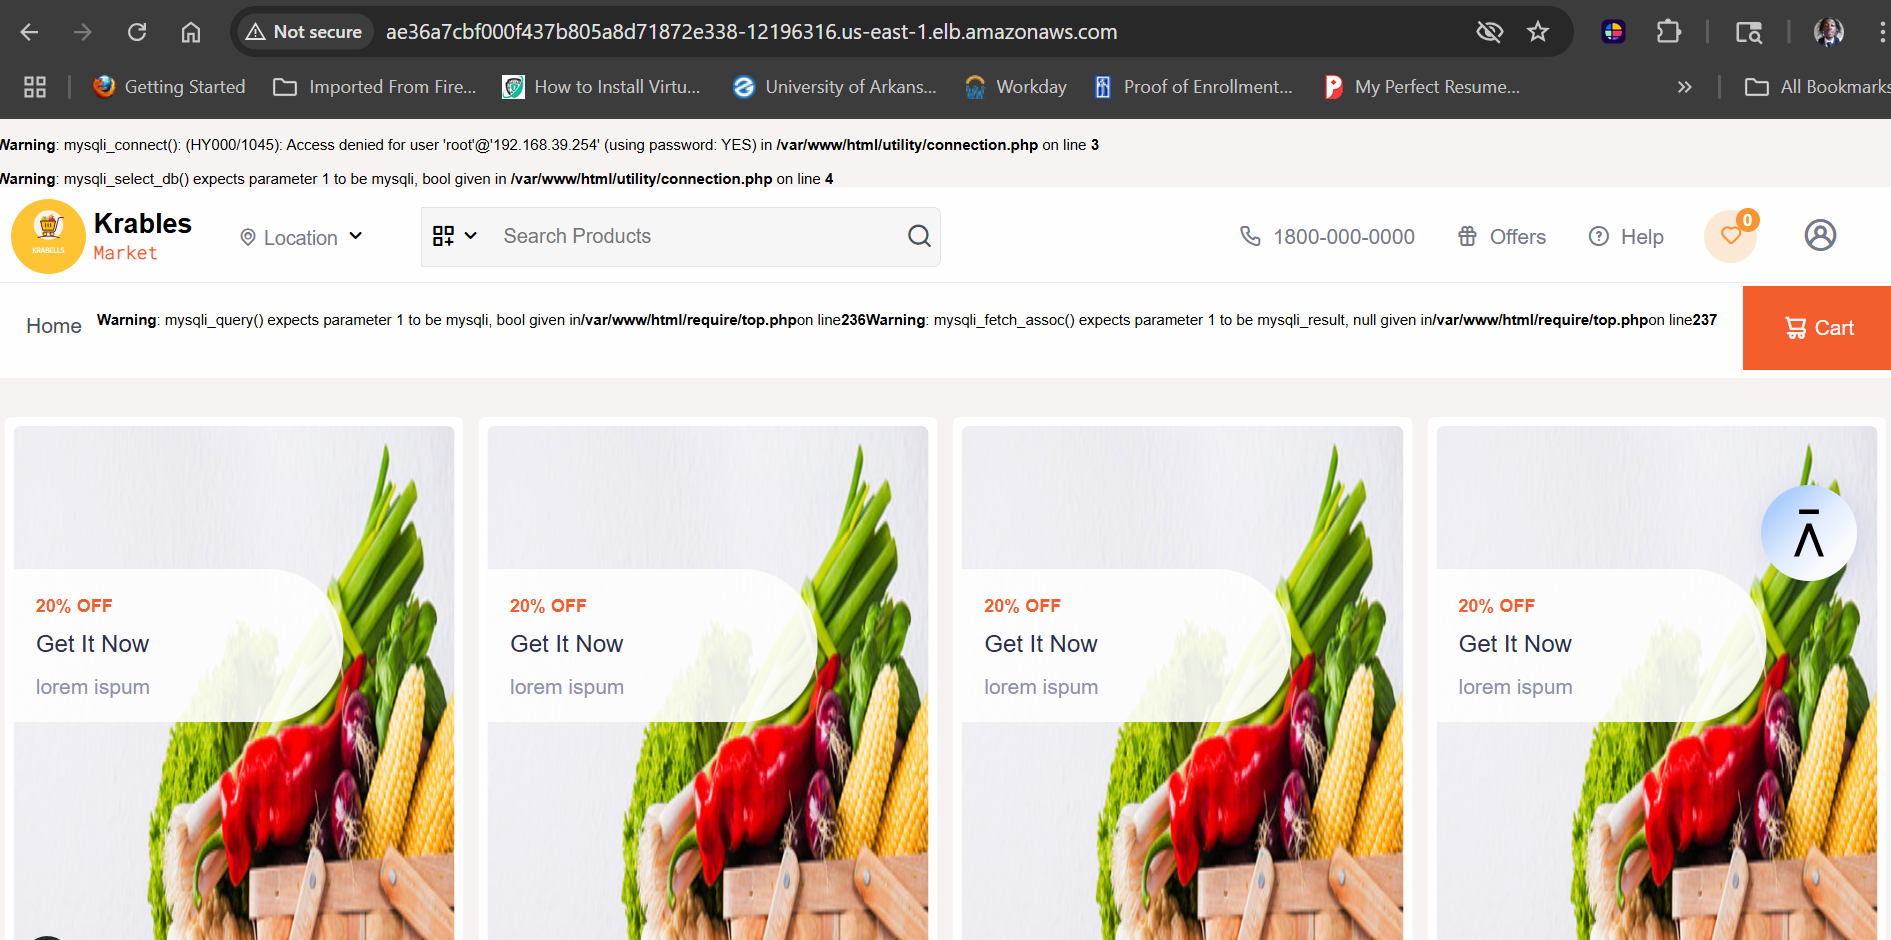 Not secure ae36a7cbf000f437b805a8d71872e338-12196316.us-east-1.elb.amazonaws.com
Getting Started Imported From Fire... How to Install Virtu... University of Arkans... Workday Proof of Enrollment... My Perfect Resume... » All Bookmarks
Warning: mysqli_connect(): (HY000/1045): Access denied for user 'root'@'192.168.39.254' (using password: YES) in /var/www/html/utility/connection.php on line 3
Warning: mysqli_select_db() expects parameter 1 to be mysqli, bool given in /var/www/html/utility/connection.php on line 4
KRABELLS
Krables
Market
Location
Search Products
1800-000-0000
Offers
Help
0
Home
Warning: mysqli_query() expects parameter 1 to be mysqli, bool given in/var/www/html/require/top.phpon line236Warning: mysqli_fetch_assoc() expects parameter 1 to be mysqli_result, null given in/var/www/html/require/top.phpon line237
Cart
20% OFF
Get It Now
lorem ispum
20% OFF
Get It Now
lorem ispum
20% OFF
Get It Now
lorem ispum
20% OFF
Get It Now
lorem ispum